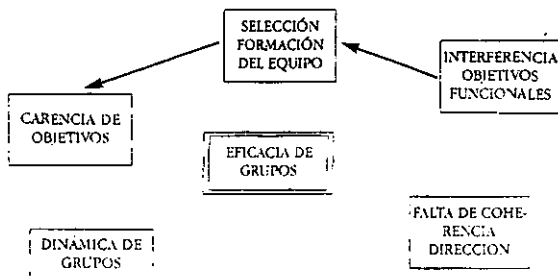 SELECCIÓN
FORMACIÓN
DEL EQUIPO
INTERFERENCIA
OBJETIVOS
FUNCIONALES
CARENCIA DE
OBJETIVOS
EFICACIA DE
GRUPOS
FALTA DE COHE-
RENCIA
DIRECCION
DINÁMICA DE
GRUPOS